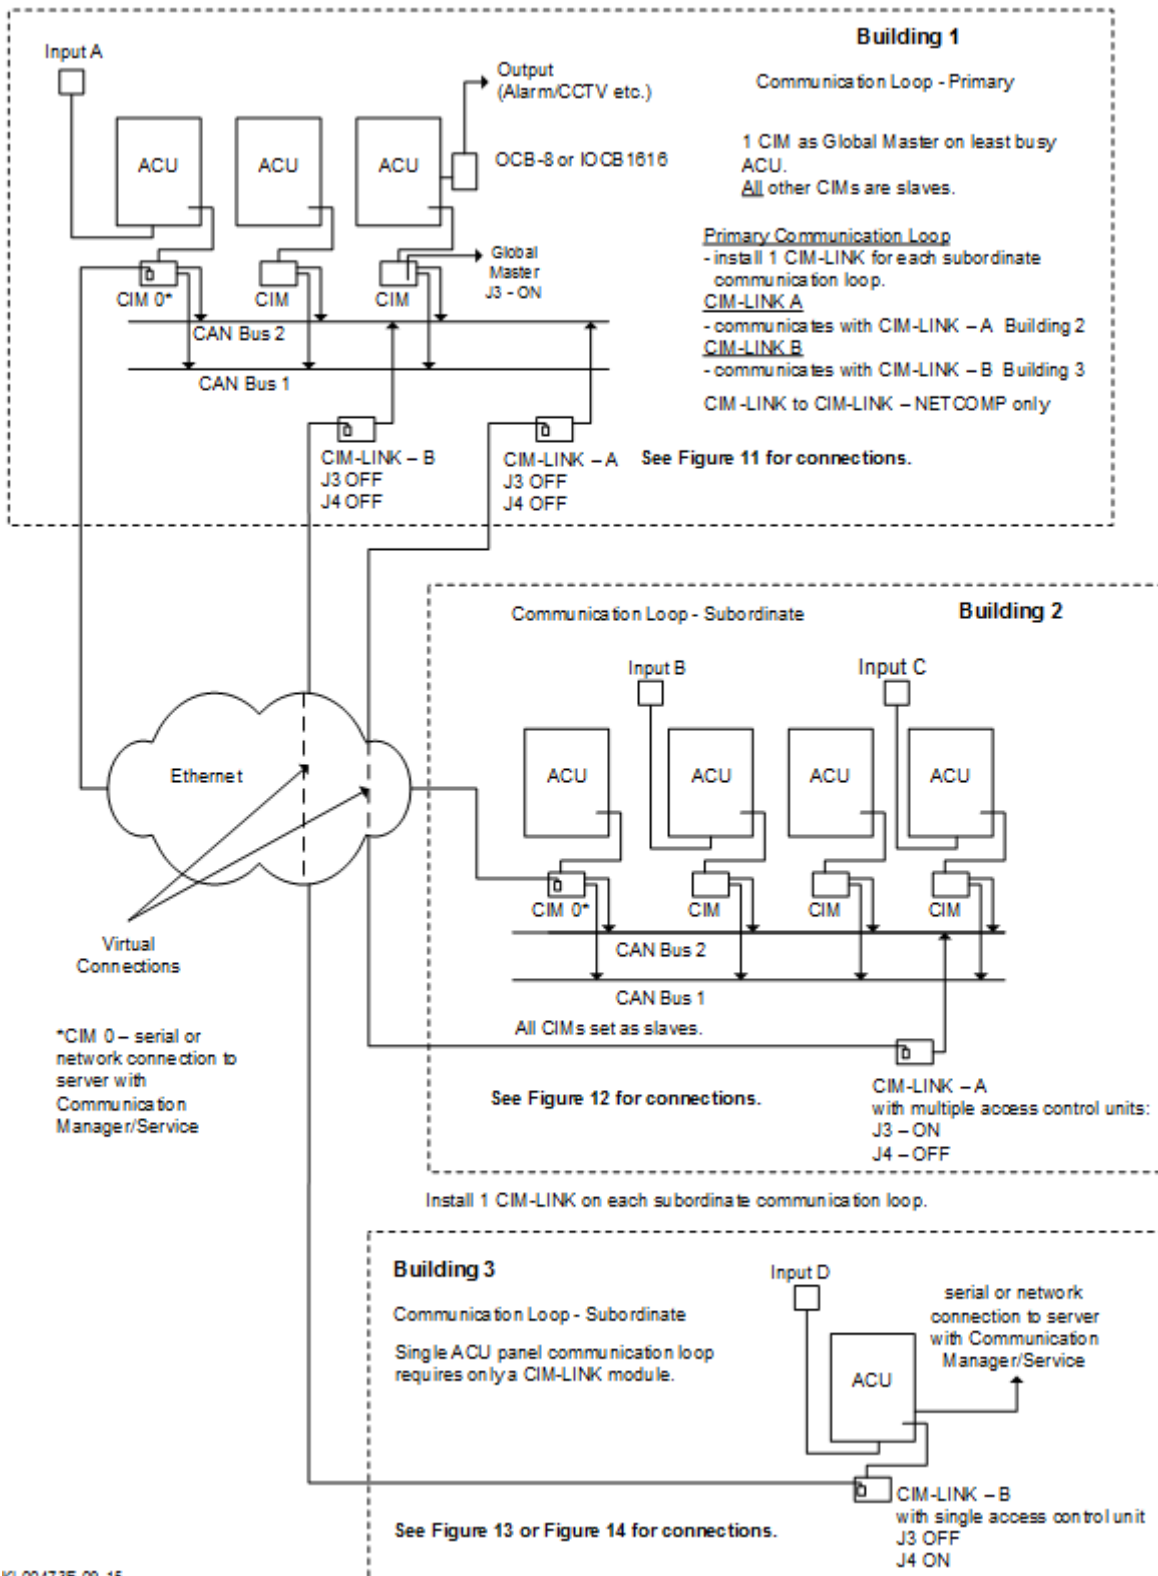 Building 1
Input A
Output
(Alarm/CCTV etc.)
Communication Loop - Primary
ACU
ACU
ACU
OCB-8 or IOCB1616
1 CIM as Global Master on least busy
ACU.
All other CIMs are slaves.
Primary Communication Loop
- install 1 CIM-LINK for each subordinate
communication loop.
CIM-LINK A
- communicates with CIM-LINK – A Building 2
CIM-LINK B
- communicates with CIM-LINK – B Building 3
CIM-LINK to CIM-LINK – NETCOMP only
Global
Master
J3 - ON
CIM 0*
CIM
CIM
CAN Bus 2
CAN Bus 1
CIM-LINK – B
J3 OFF
J4 OFF
CIM-LINK – A
J3 OFF
J4 OFF
See Figure 11 for connections.
Communication Loop - Subordinate
Building 2
Input B
Input C
Ethernet
ACU
ACU
ACU
ACU
CIM 0*
CIM
CIM
CIM
CAN Bus 2
CAN Bus 1
Virtual
Connections
All CIMs set as slaves.
*CIM 0 – serial or
network connection to
server with
Communication
Manager/Service
See Figure 12 for connections.
CIM-LINK – A
with multiple access control units:
J3 – ON
J4 – OFF
Install 1 CIM-LINK on each subordinate communication loop.
Building 3
Input D
Communication Loop - Subordinate
Single ACU panel communication loop
requires only a CIM-LINK module.
serial or network
connection to server
with Communication
Manager/Service
ACU
CIM-LINK – B
with single access control unit
J3 OFF
J4 ON
See Figure 13 or Figure 14 for connections.